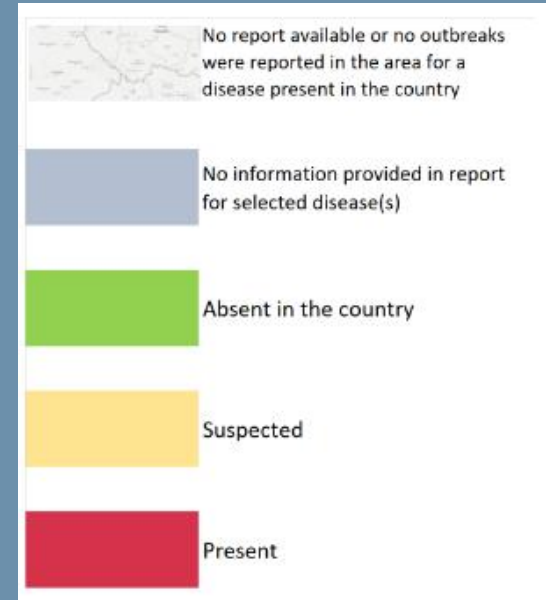 No report available or no outbreaks
were reported in the area for a
disease present in the country
No information provided in report
for selected disease(s)
Absent in the country
Suspected
Present